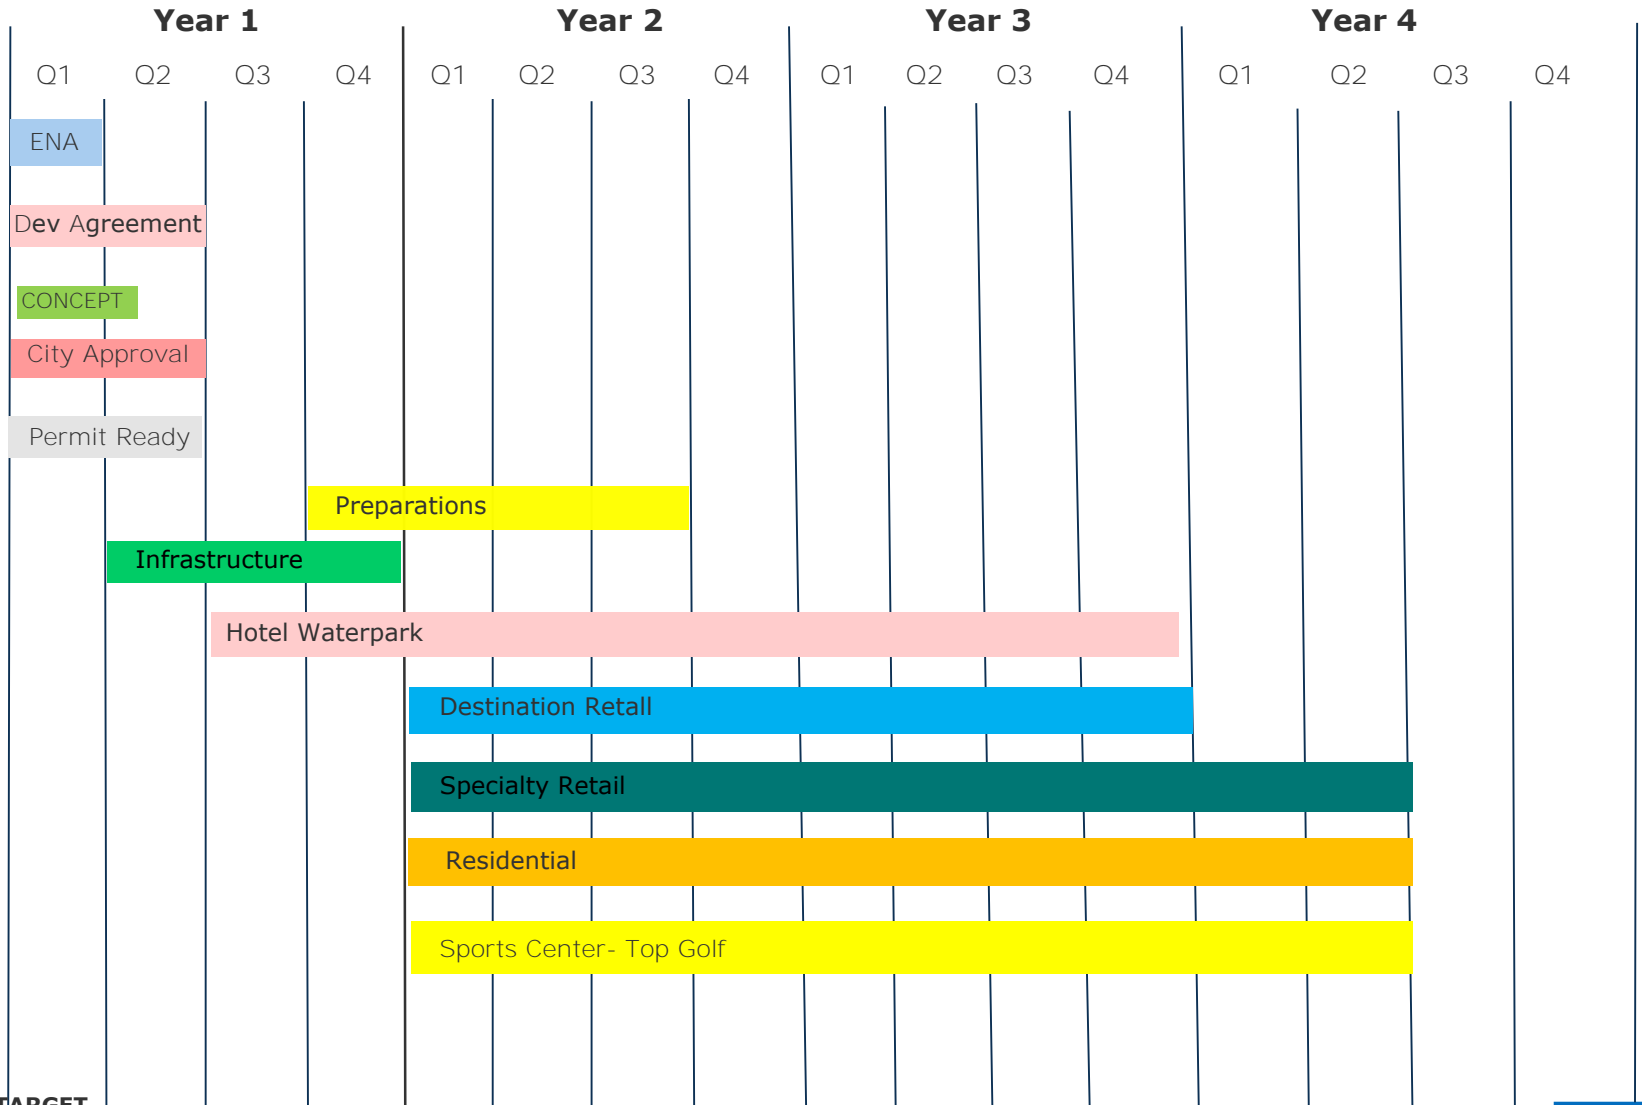 Year 1 Year 2 Year 3 Year 4
Q1 Q2 Q3 Q4 Q1 Q2 Q3 Q4 Q1 Q2 Q3 Q4 Q1 Q2 Q3 Q4
ENA
Dev Agreement
CONCEPT
City Approval
Permit Ready
Preparations
Infrastructure
Hotel Waterpark
Destination Retall
Specialty Retail
Residential
Sports Center- Top Golf
TARGET